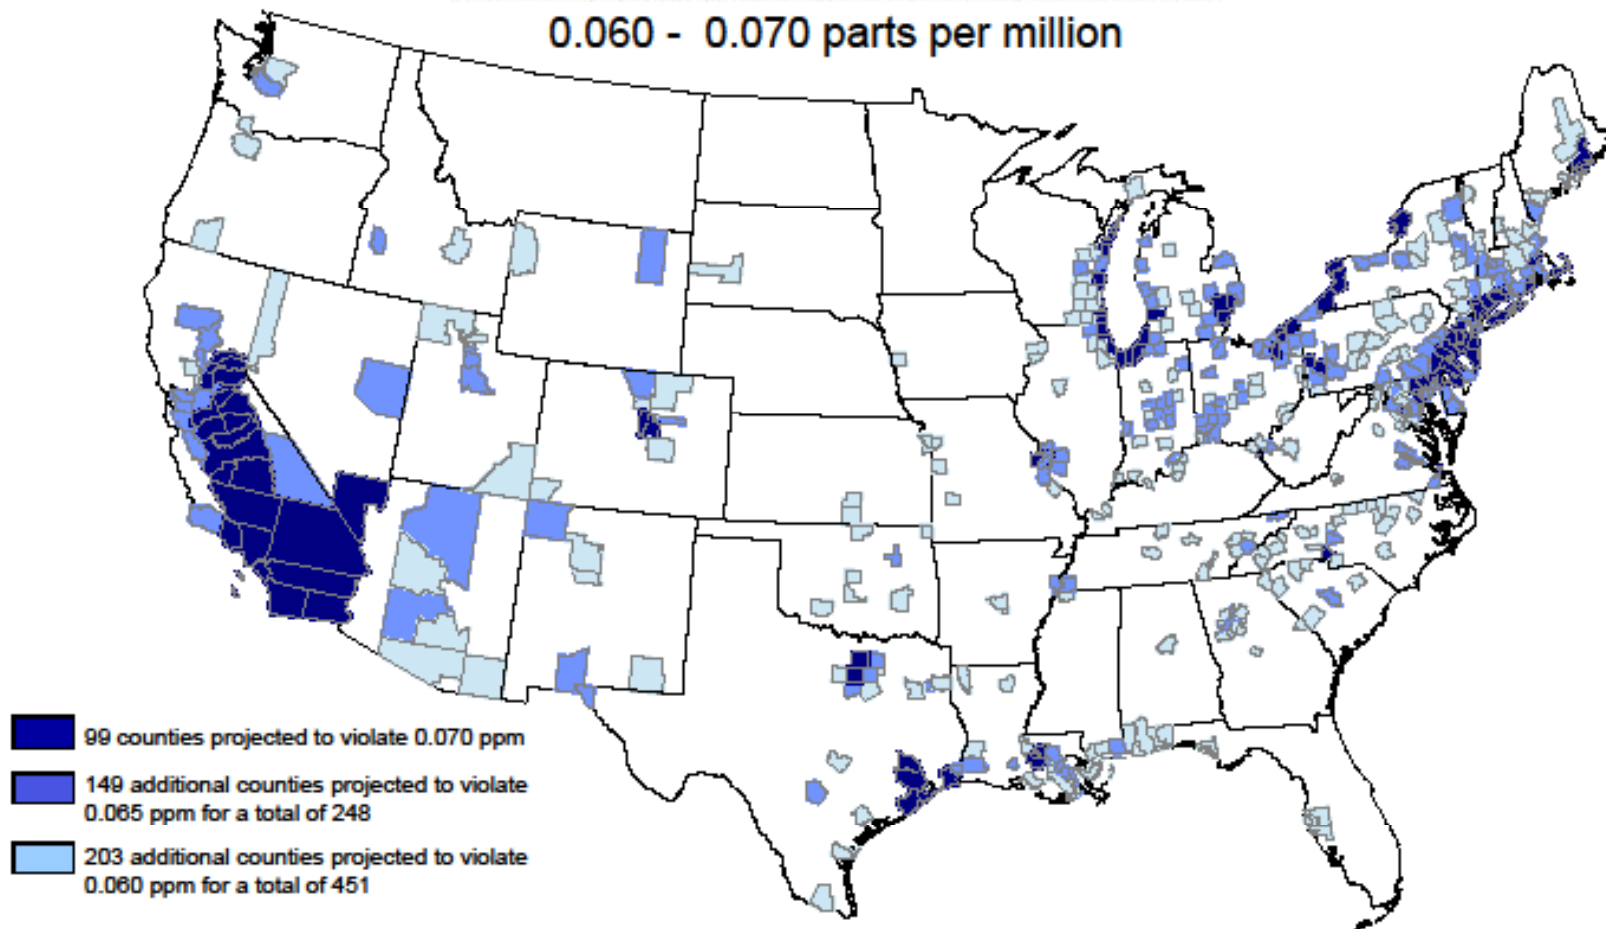 0.060 - 0.070 parts per million
99 counties projected to violate 0.070 ppm
149 additional counties projected to violate
0.065 ppm for a total of 248
203 additional counties projected to violate
0.060 ppm for a total of 451